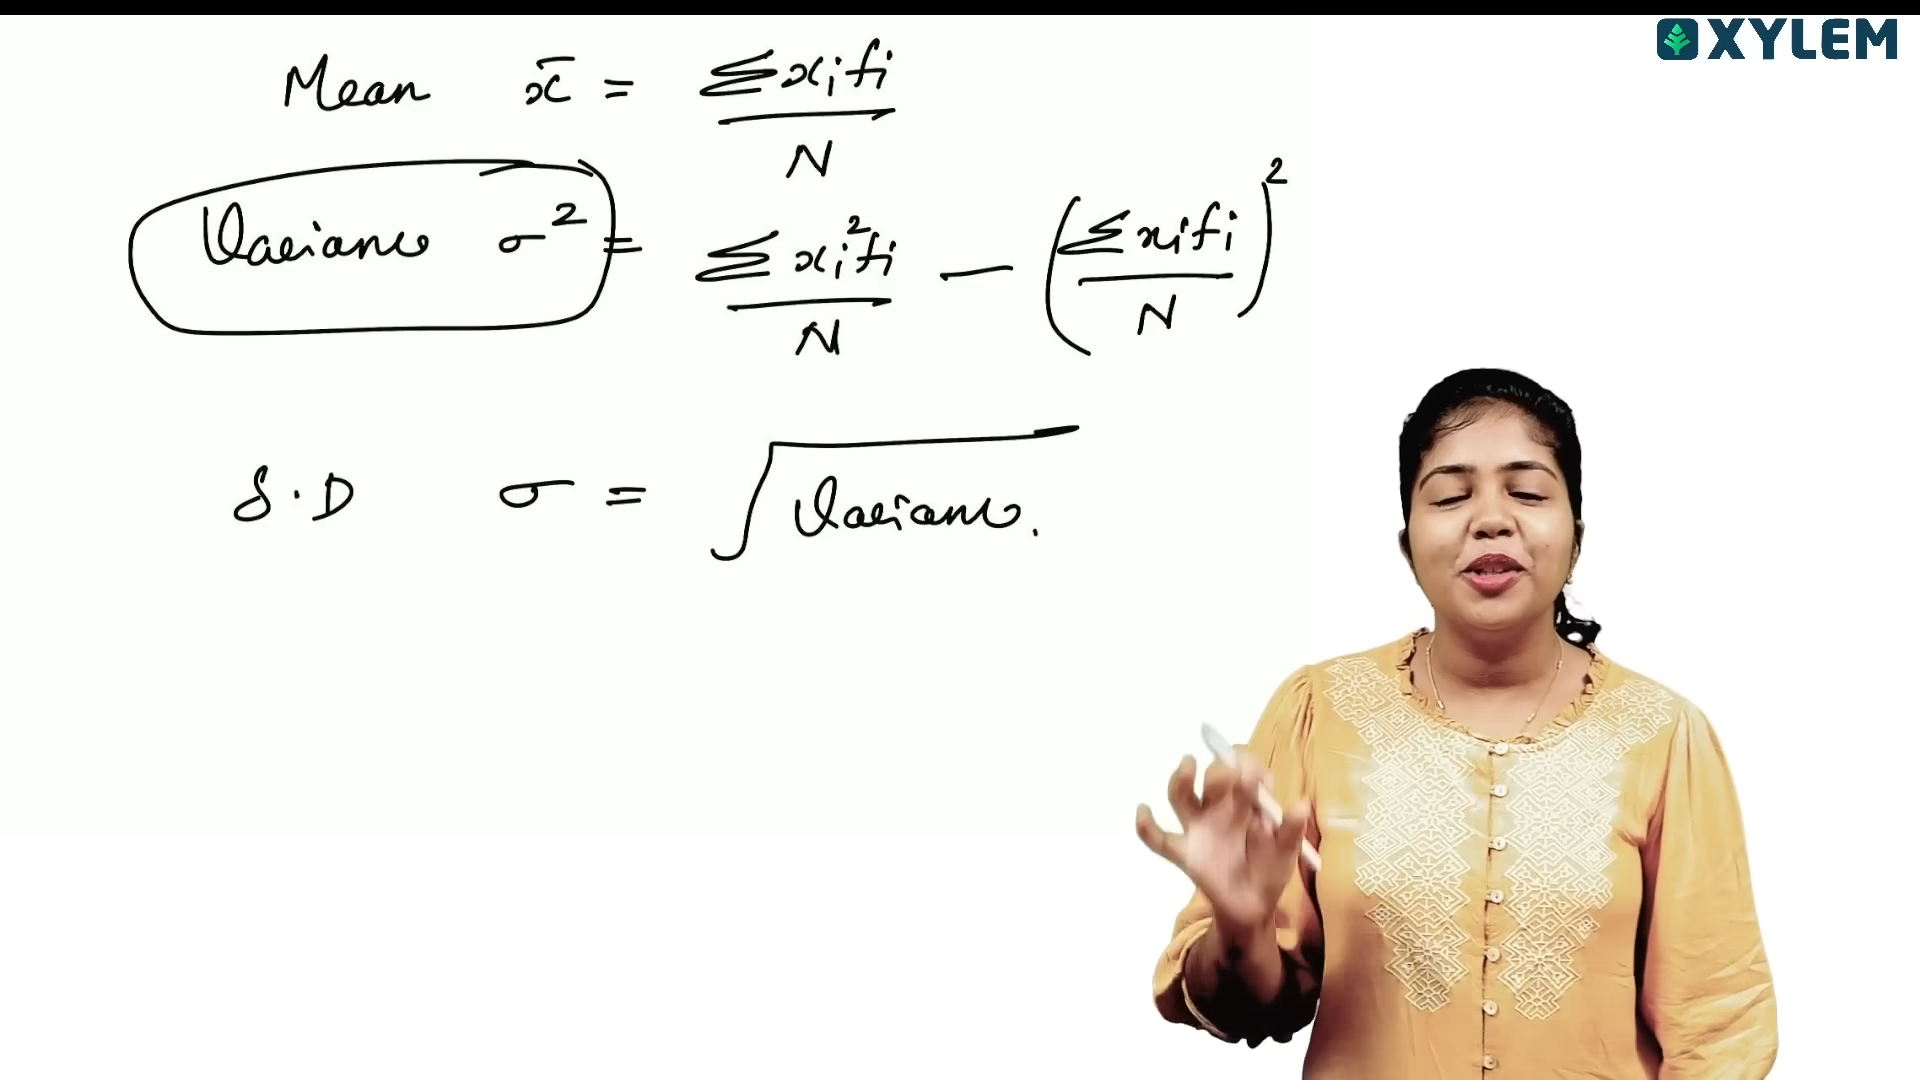 XYLEM
Mean x̄ = Σxifi / N
Variance σ² = Σxi²fi / N − (Σxifi / N)²
S.D σ = √Variance.